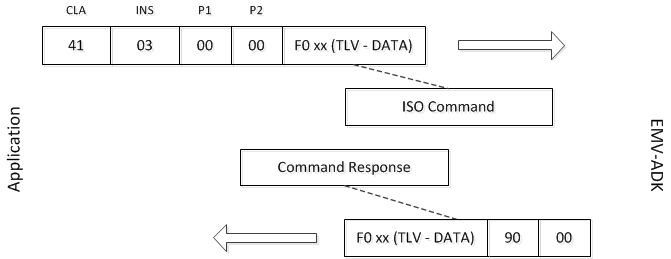 CLA INS P1 P2
41 03 00 00 F0 xx (TLV - DATA)
ISO Command
Application
EMV-ADK
Command Response
F0 xx (TLV - DATA) 90 00